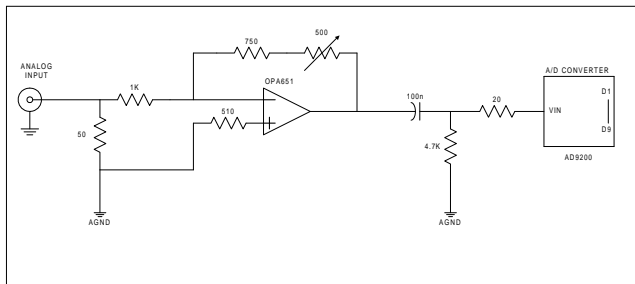 750
500
ANALOG
INPUT
1K
OPA651
510
50
AGND
100n
20
4.7K
AGND
A/D CONVERTER
VIN
D1
D9
AD9200